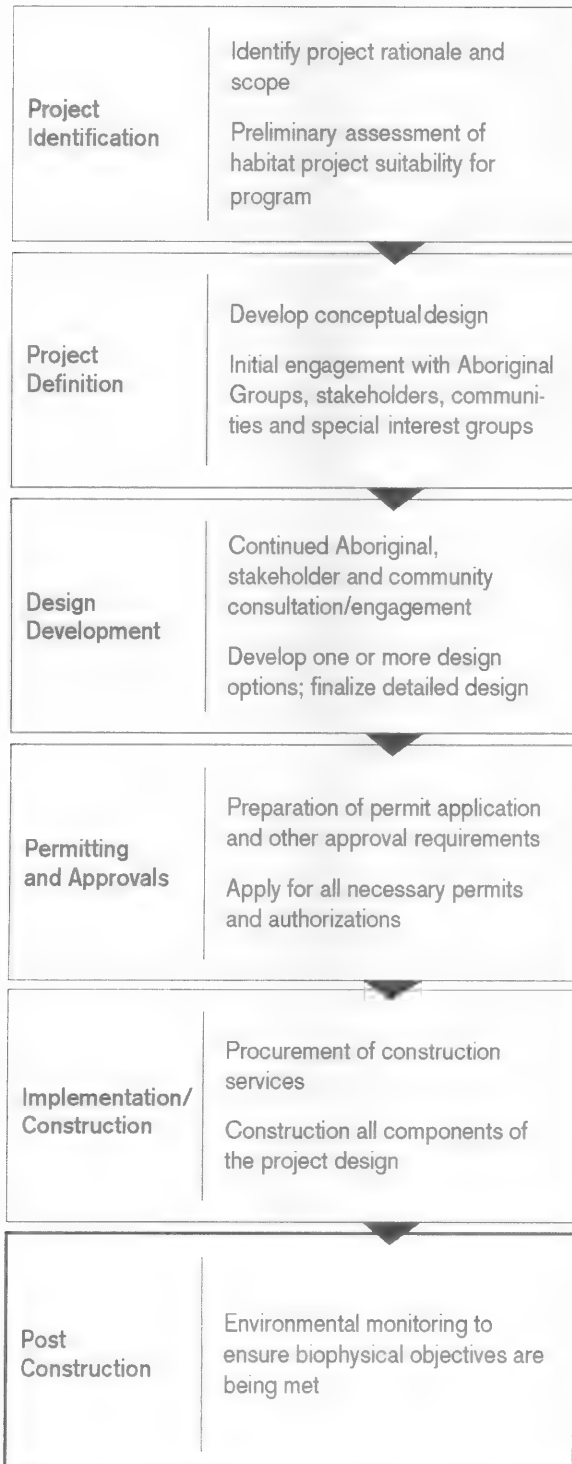 Project
Identification
Identify project rationale and
scope
Preliminary assessment of
habitat project suitability for
program
Project
Definition
Develop conceptual design
Initial engagement with Aboriginal
Groups, stakeholders, communi-
ties and special interest groups
Design
Development
Continued Aboriginal,
stakeholder and community
consultation/engagement
Develop one or more design
options; finalize detailed design
Permitting
and Approvals
Preparation of permit application
and other approval requirements
Apply for all necessary permits
and authorizations
Implementation/
Construction
Procurement of construction
services
Construction all components of
the project design
Post
Construction
Environmental monitoring to
ensure biophysical objectives are
being met